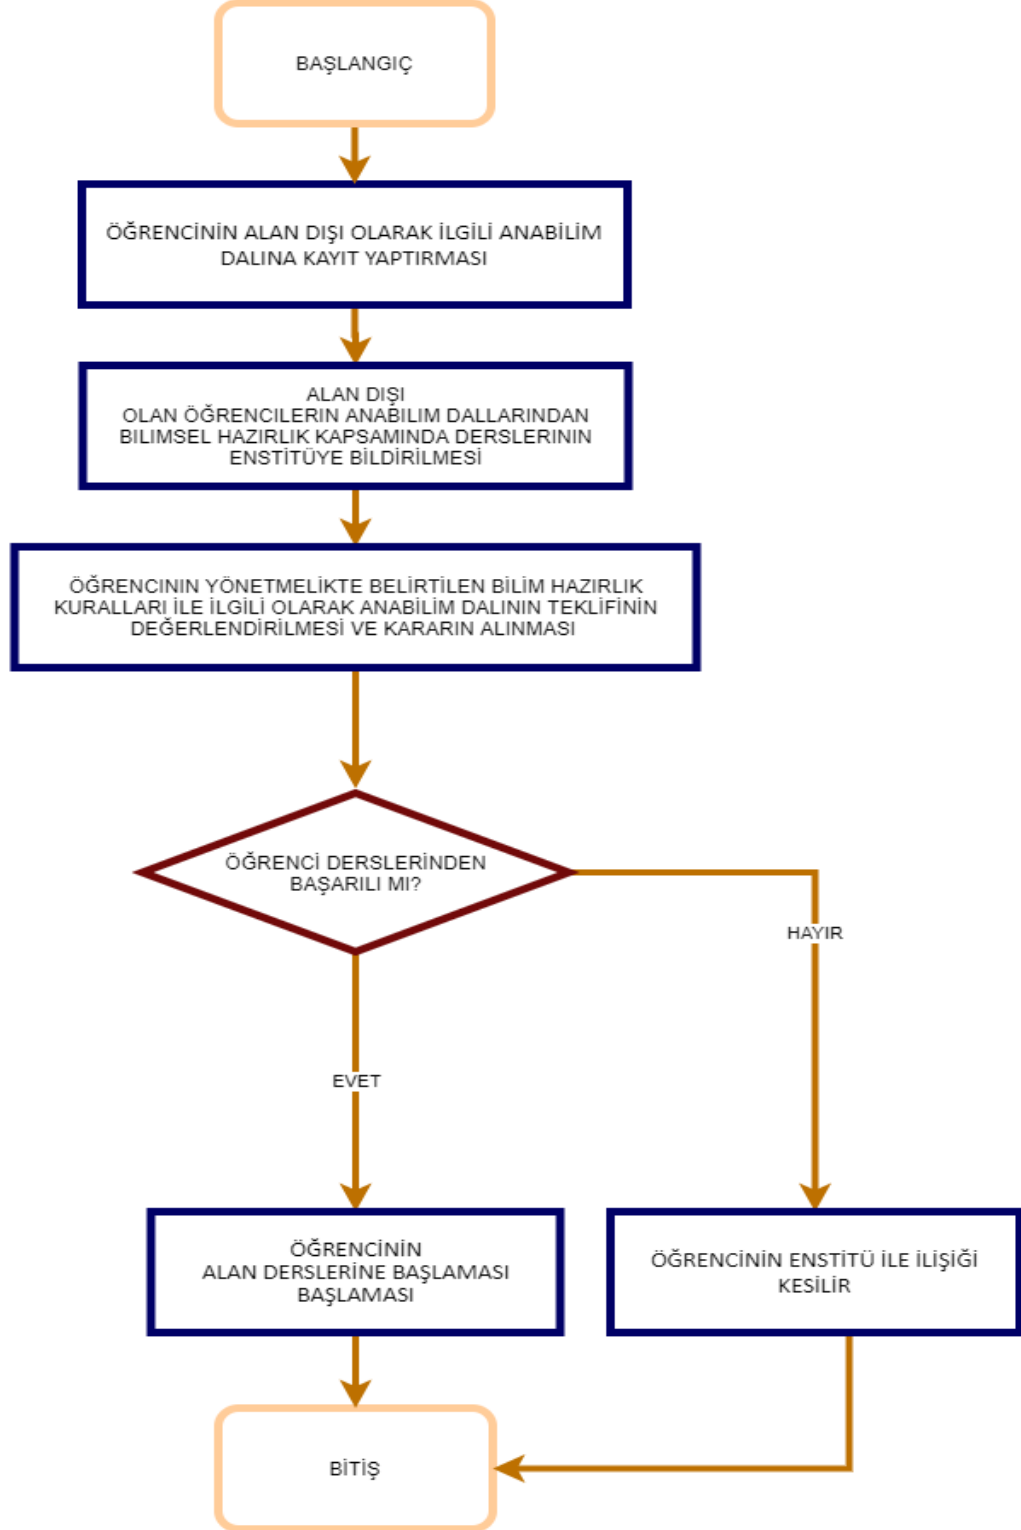 BAŞLANGIÇ
ÖĞRENCİNİN ALAN DIŞI OLARAK İLGİLİ ANABİLİM
DALINA KAYIT YAPTIRMASI
ALAN DIŞI
OLAN ÖĞRENCILERIN ANABILIM DALLARINDAN
BILIMSEL HAZIRLIK KAPSAMINDA DERSLERININ
ENSTİTÜYE BİLDİRİLMESİ
ÖĞRENCININ YÖNETMELİKTE BELİRTİLEN BİLİM HAZIRLIK
KURALLARI İLE İLGİLİ OLARAK ANABİLİM DALININ TEKLİFİNİN
DEĞERLENDİRİLMESİ VE KARARIN ALINMASI
ÖĞRENCİ DERSLERİNDEN
BAŞARILI MI?
HAYIR
EVET
ÖĞRENCİNİN
ALAN DERSLERİNE BAŞLAMASI
BAŞLAMASI
ÖĞRENCİNİN ENSTİTÜ İLE İLİŞİĞİ
KESİLİR
BİTİŞ